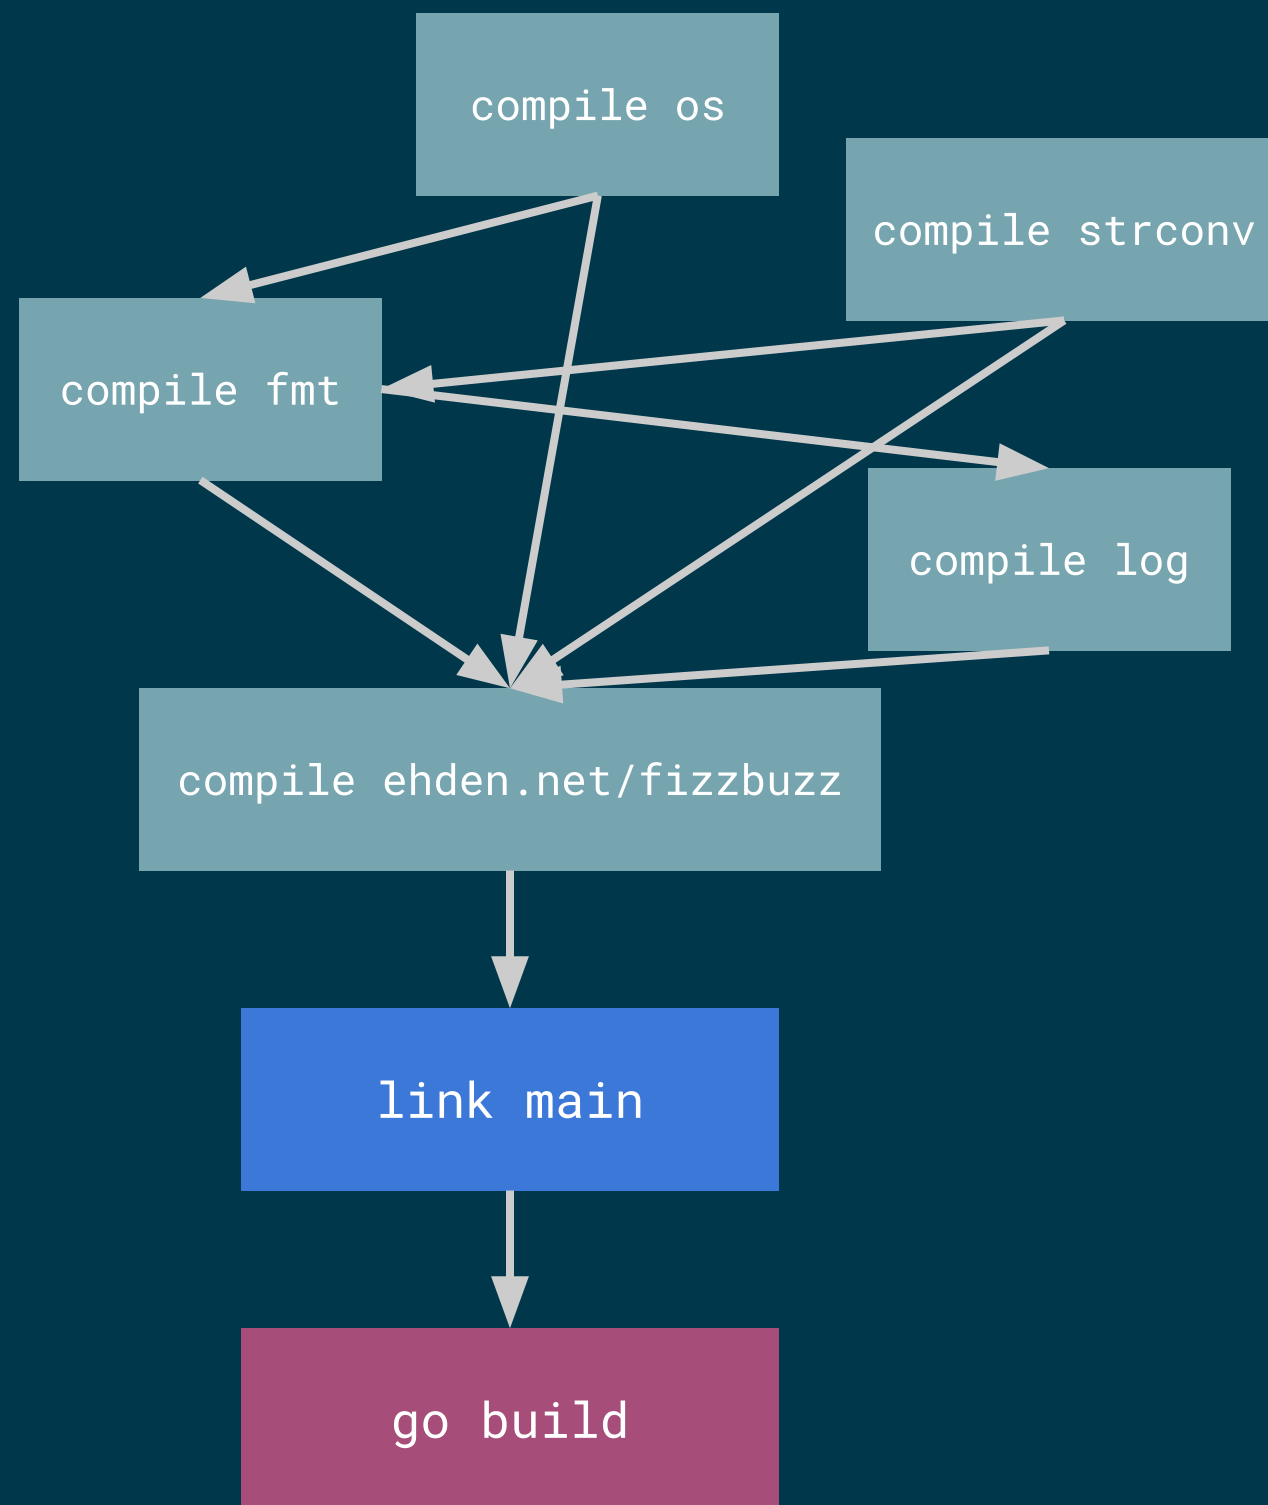 compile os
compile strconv
compile fmt
compile log
compile ehden.net/fizzbuzz
link main
go build